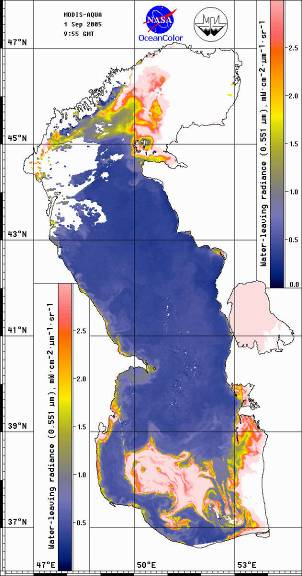 MODIS-AQUA
1 Sep 2005
9:55 GMT
NASA
OceanColor
47°N
45°N
43°N
41°N
39°N
37°N
47°E
50°E
53°E
Water-leaving radiance (0.551 µm), mW·cm⁻²·µm⁻¹·sr⁻¹
2.5
2.0
1.5
1.0
0.5
0.0
Water-leaving radiance (0.551 µm), mW·cm⁻²·µm⁻¹·sr⁻¹
2.5
2.0
1.5
1.0
0.5